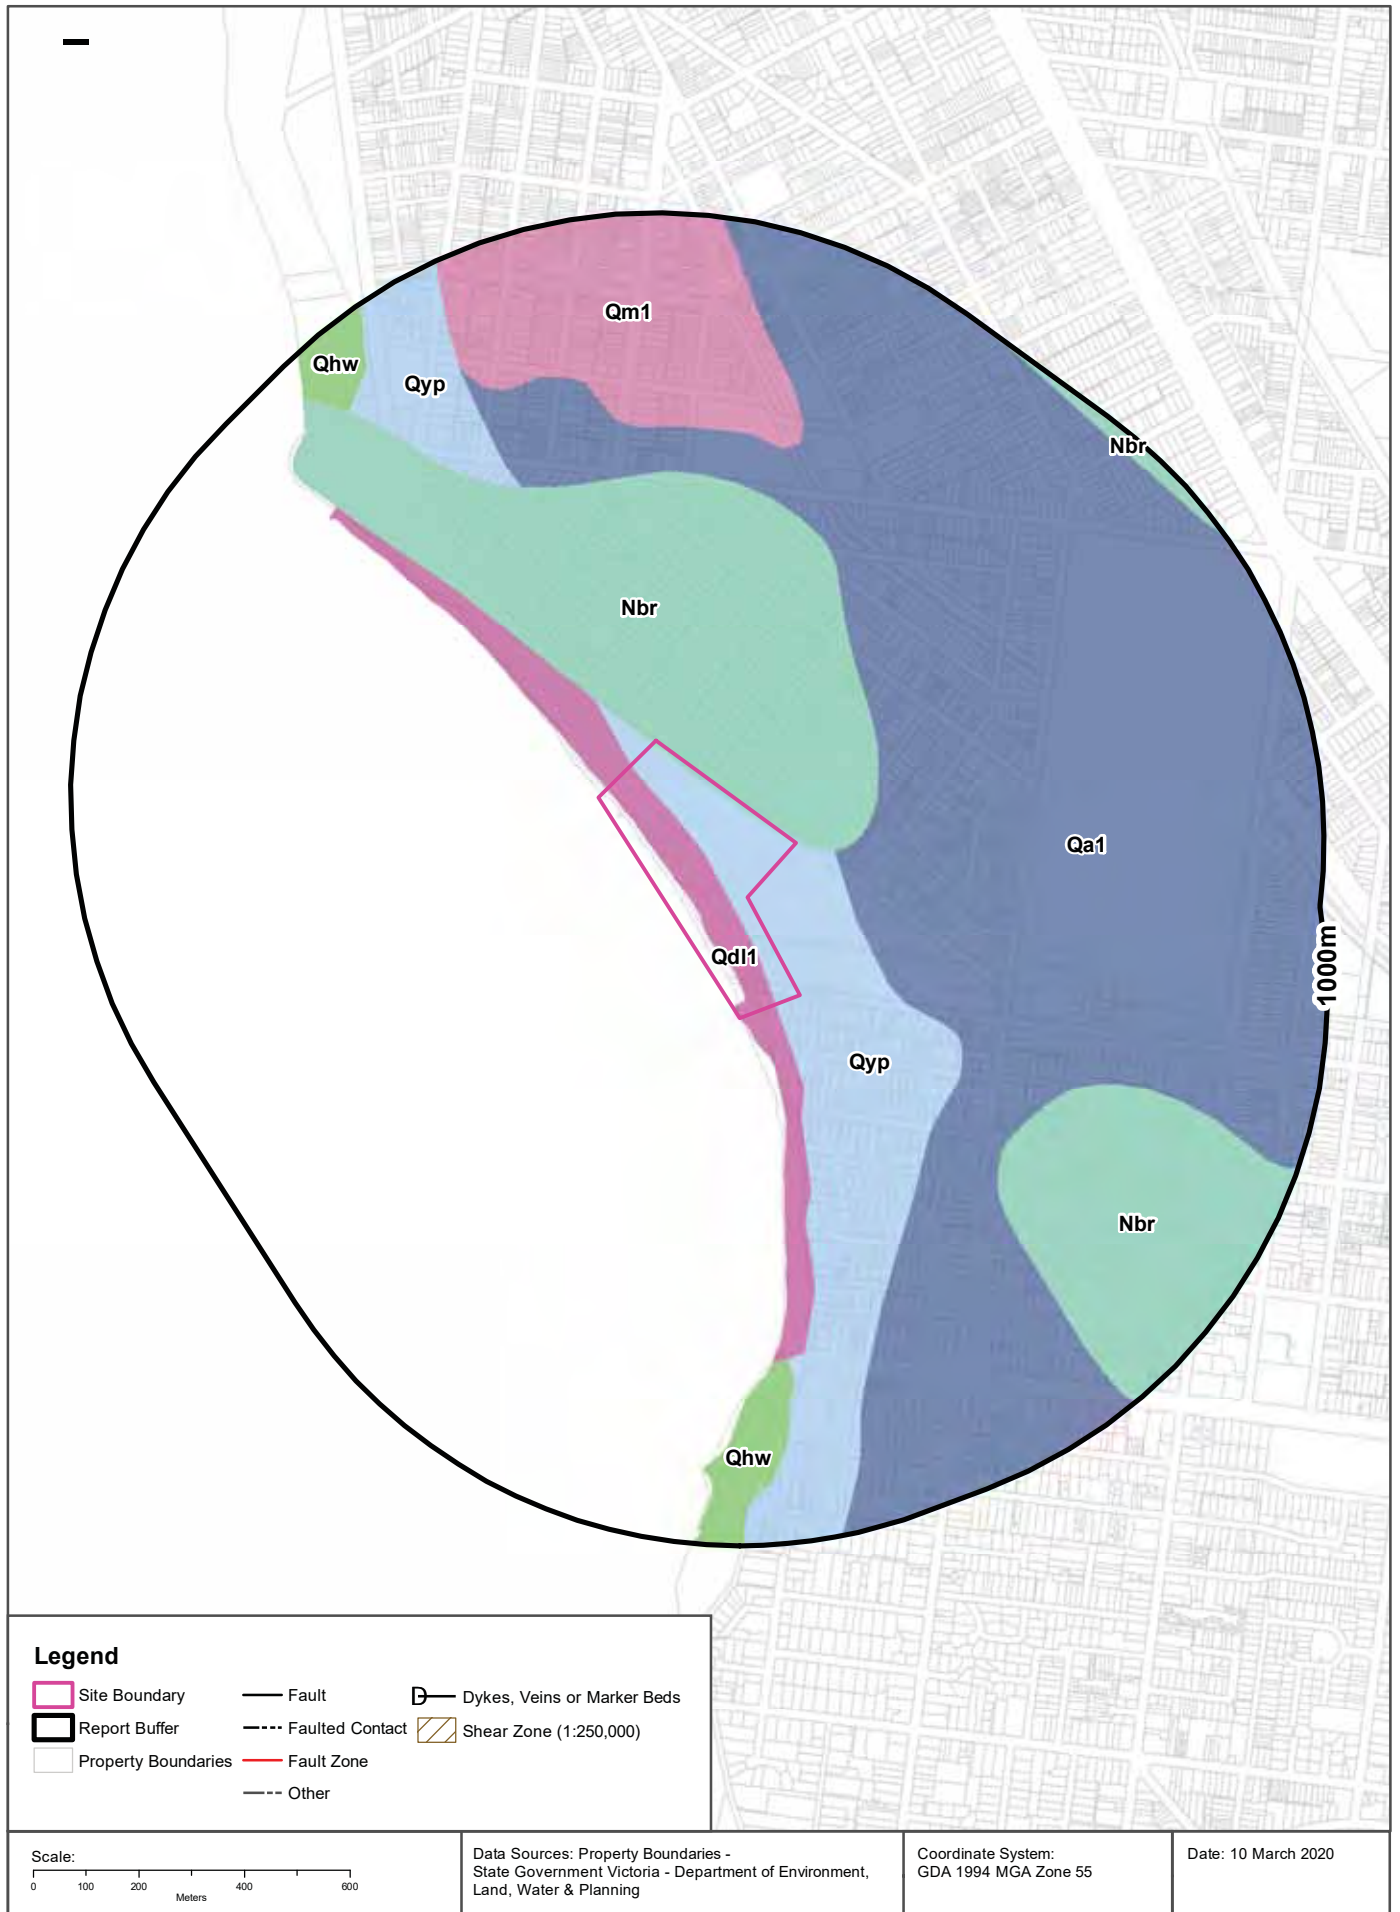 Qm1
Qhw
Qyp
Nbr
Nbr
Qa1
1000m
Qdl1
Qyp
Nbr
Qhw
Legend
Site Boundary
Report Buffer
Property Boundaries
Fault
Faulted Contact
Fault Zone
Other
Dykes, Veins or Marker Beds
Shear Zone (1:250,000)
Scale:
0 100 200 400 600
Meters
Data Sources: Property Boundaries -
State Government Victoria - Department of Environment,
Land, Water & Planning
Coordinate System:
GDA 1994 MGA Zone 55
Date: 10 March 2020